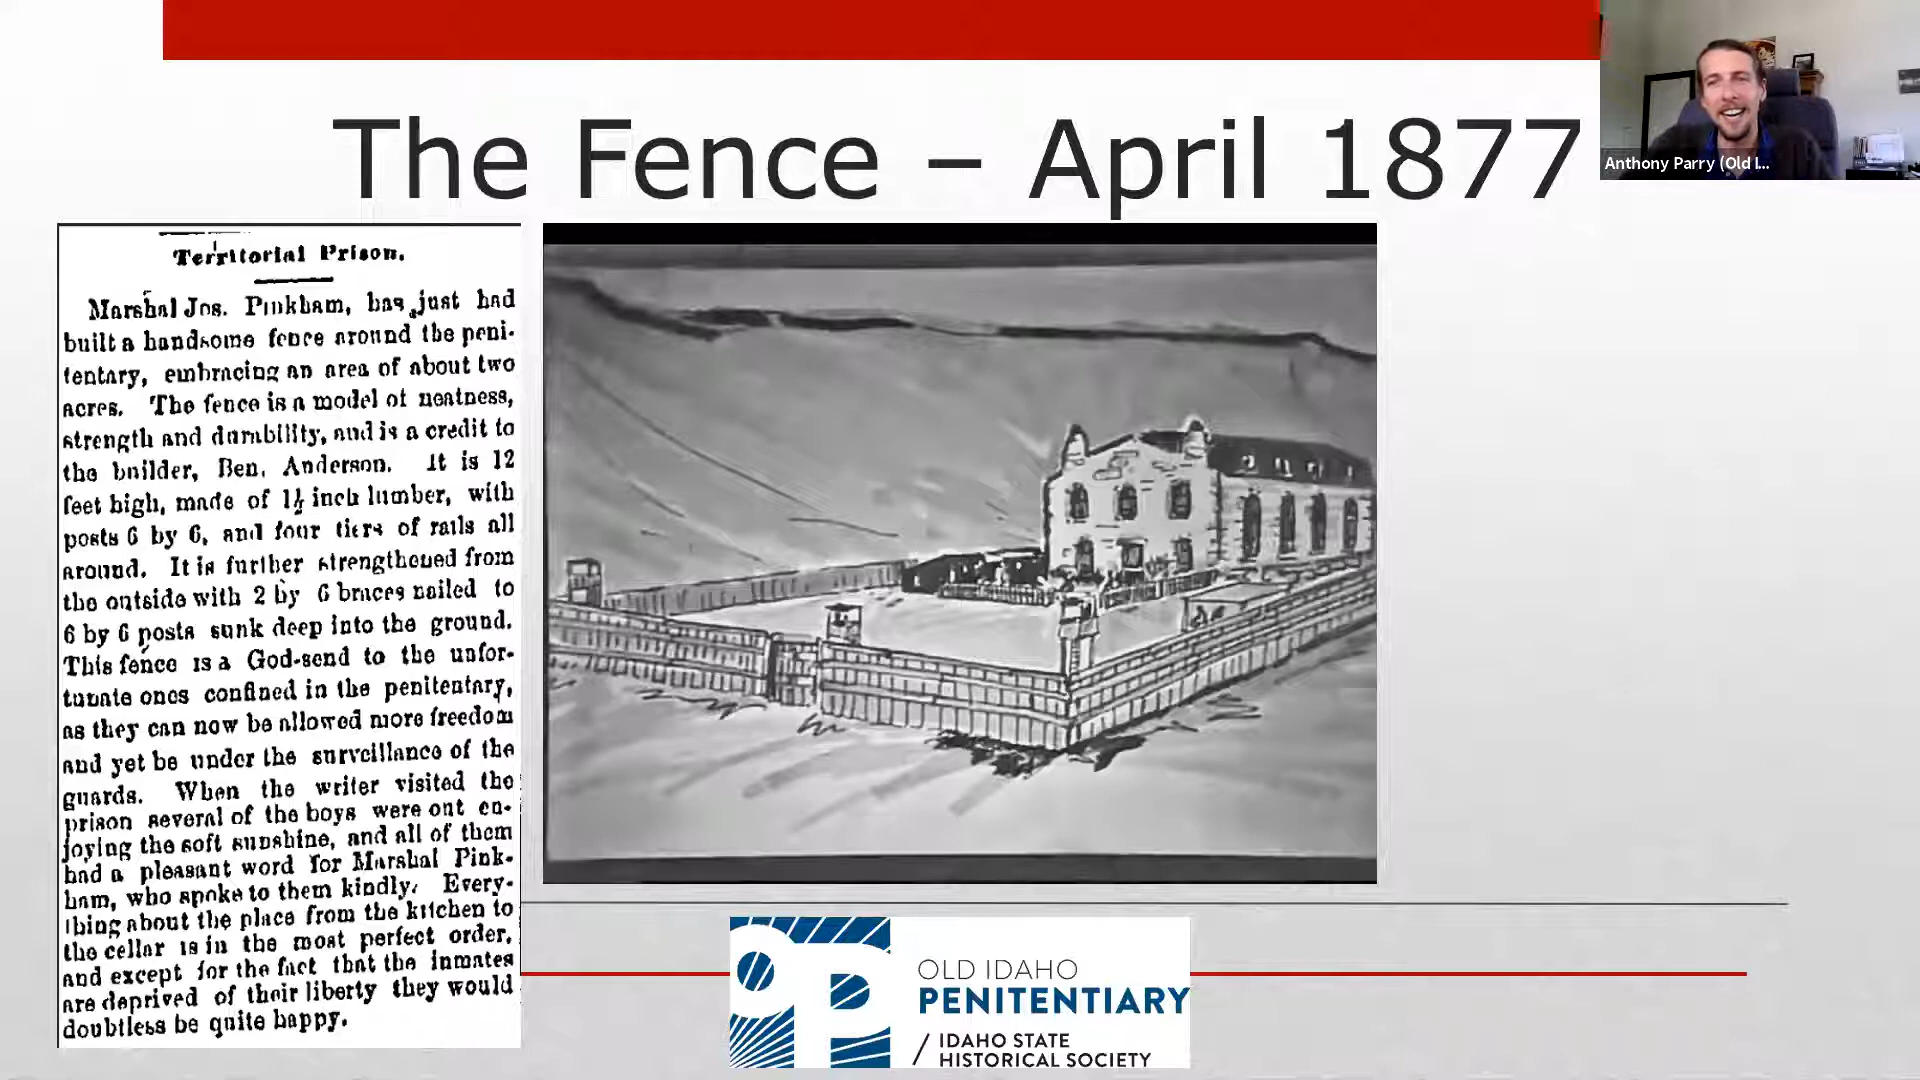 The Fence – April 1877
Anthony Parry (Old I...
Territorial Prison.
Marshal Jos. Pinkham, has just had
built a handsome fence around the peni-
tentary, embracing an area of about two
acres. The fence is a model of neatness,
strength and durability, and is a credit to
the builder, Ben. Anderson. It is 12
feet high, made of 1½ inch lumber, with
posts 6 by 6, and four tiers of rails all
around. It is further strengthened from
the outside with 2 by 6 braces nailed to
6 by 6 posts sunk deep into the ground.
This fence is a God-send to the unfor-
tunate ones confined in the penitentary,
as they can now be allowed more freedom
and yet be under the surveillance of the
guards. When the writer visited the
prison several of the boys were out en-
joying the soft sunshine, and all of them
had a pleasant word for Marshal Pink-
ham, who spoke to them kindly. Every-
thing about the place from the kitchen to
the cellar is in the most perfect order,
and except for the fact that the inmates
are deprived of their liberty they would
doubtless be quite happy.
OLD IDAHO
PENITENTIARY
/ IDAHO STATE
HISTORICAL SOCIETY